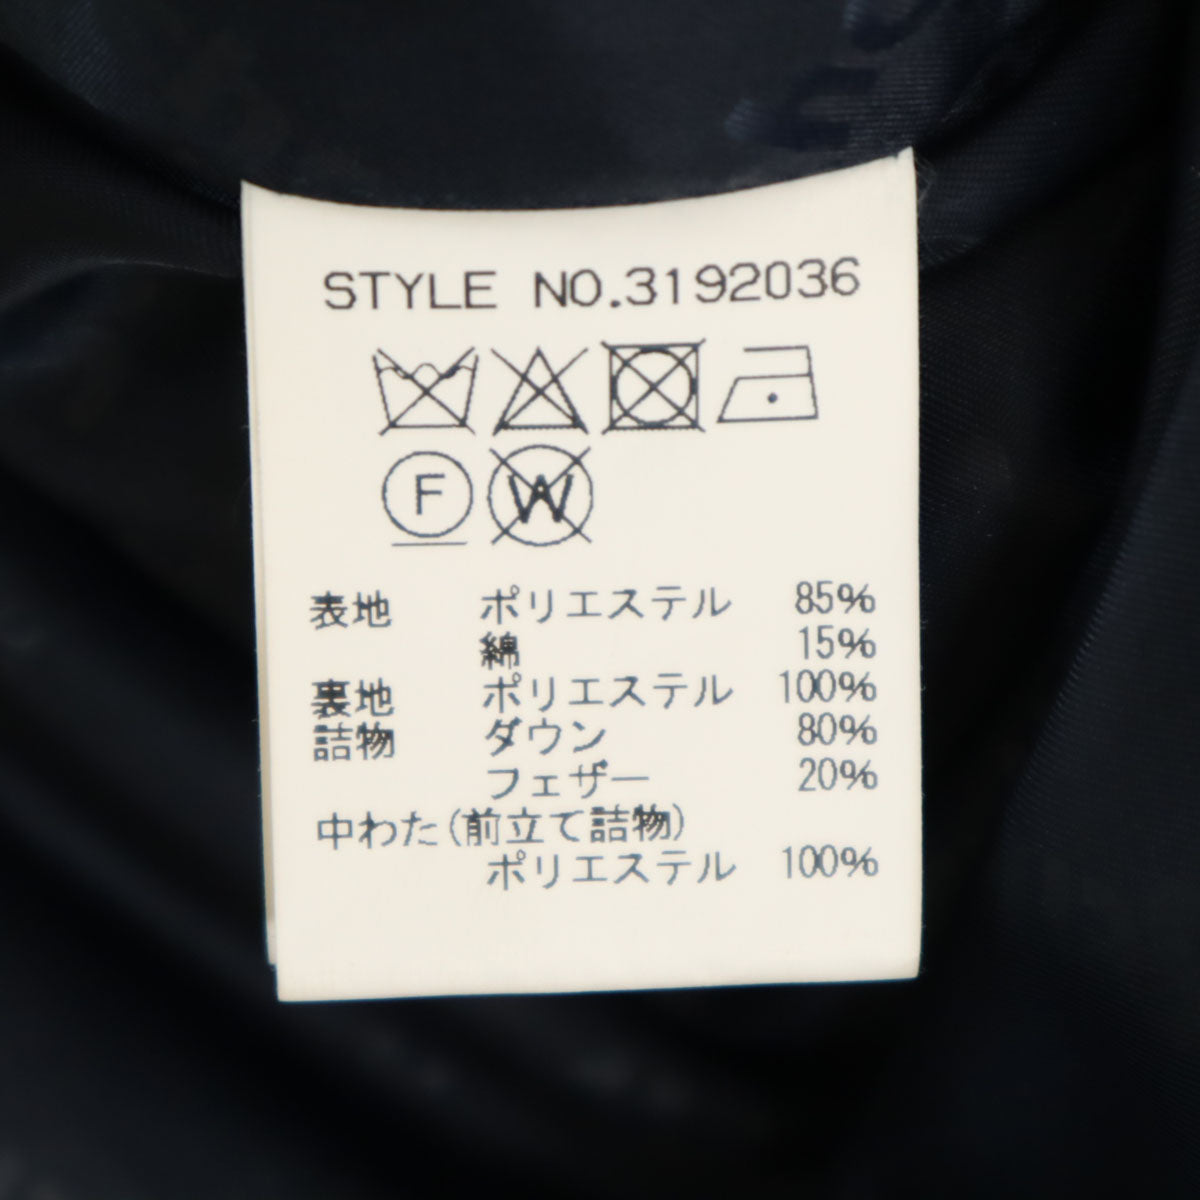 STYLE NO.3192036
F W
表地 ポリエステル 85%
綿 15%
裏地 ポリエステル 100%
詰物 ダウン 80%
フェザー 20%
中わた(前立て詰物)
ポリエステル 100%